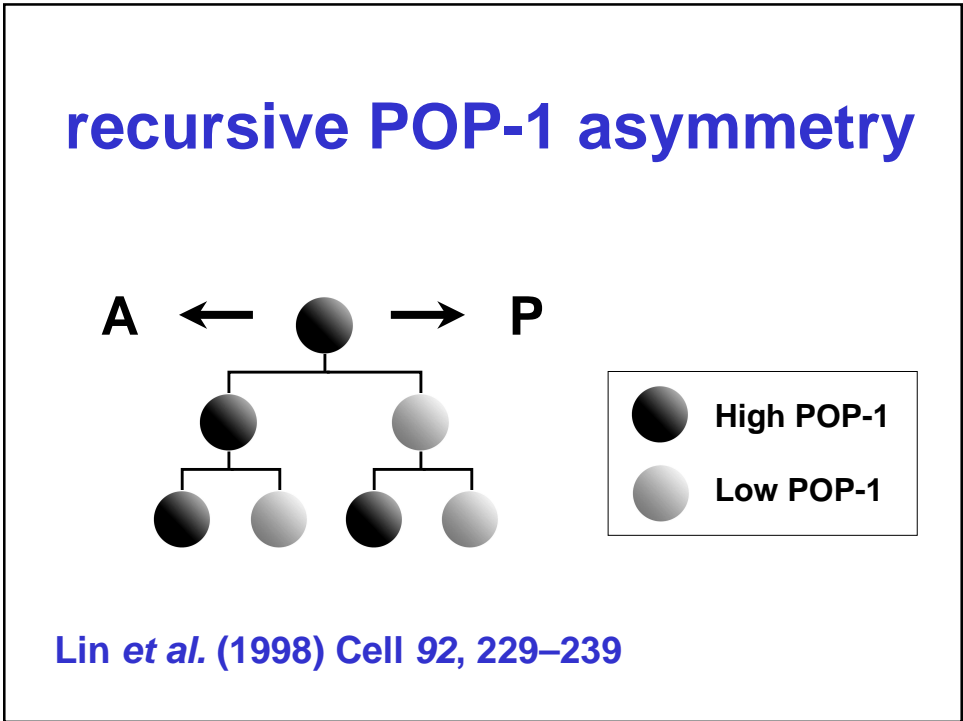 recursive POP-1 asymmetry
A P
High POP-1
Low POP-1
Lin et al. (1998) Cell 92, 229–239